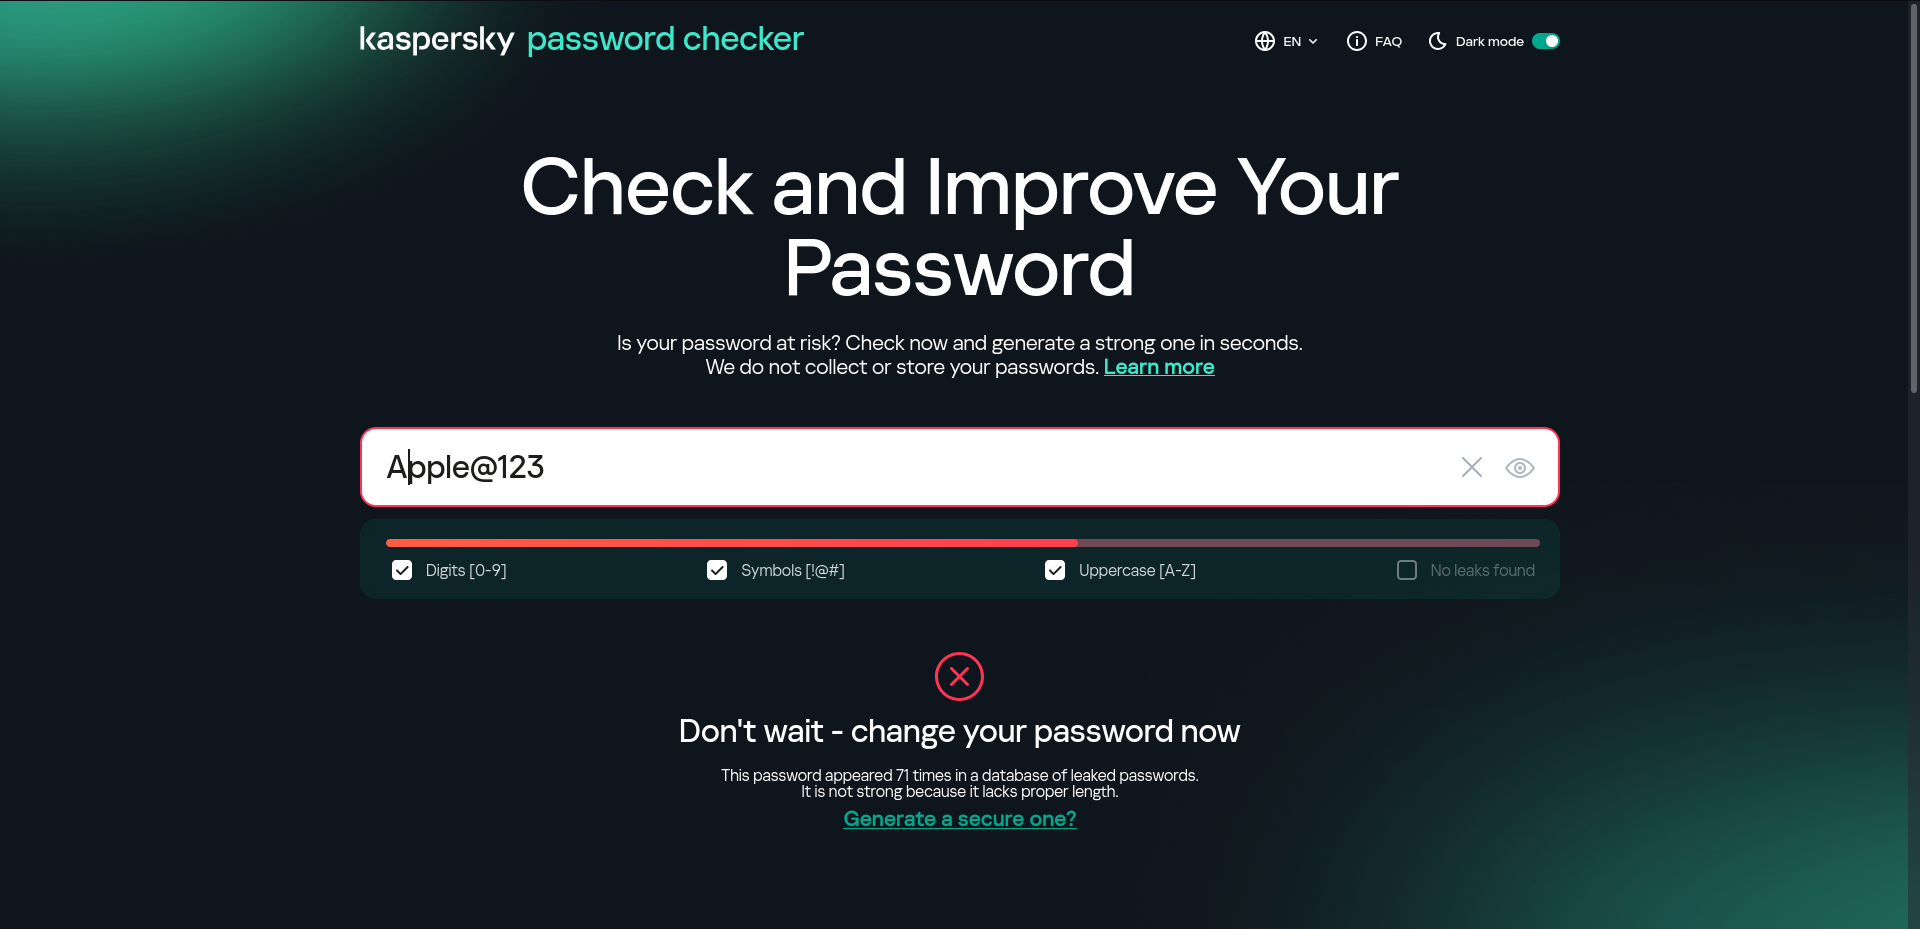 kaspersky password checker
EN
FAQ
Dark mode
Check and Improve Your
Password
Is your password at risk? Check now and generate a strong one in seconds.
We do not collect or store your passwords. Learn more
Apple@123
Digits [0-9]
Symbols [!@#]
Uppercase [A-Z]
No leaks found
Don't wait - change your password now
This password appeared 71 times in a database of leaked passwords.
It is not strong because it lacks proper length.
Generate a secure one?